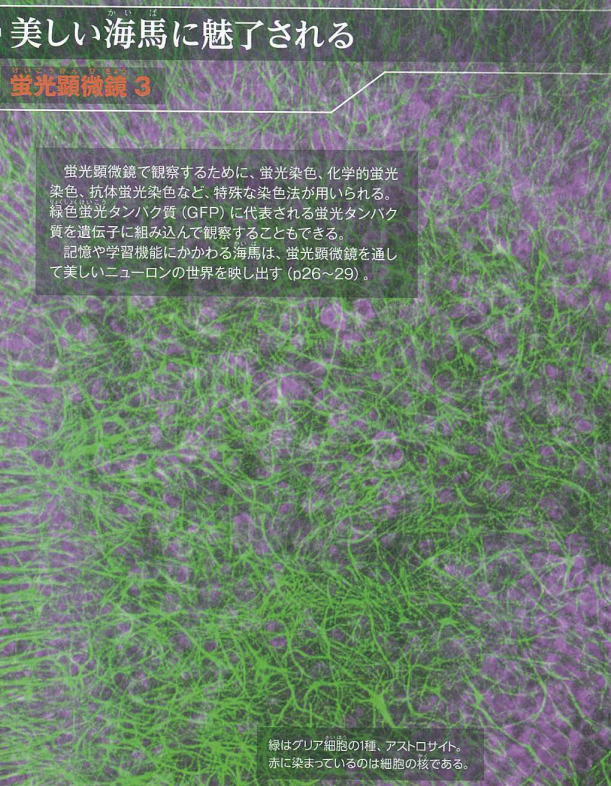 美しい海馬に魅了される
蛍光顕微鏡 3
蛍光顕微鏡で観察するために、蛍光染色、化学的蛍光
染色、抗体蛍光染色など、特殊な染色法が用いられる。
緑色蛍光タンパク質(GFP)に代表される蛍光タンパク
質を遺伝子に組み込んで観察することもできる。
記憶や学習機能にかかわる海馬は、蛍光顕微鏡を通し
て美しいニューロンの世界を映し出す(p26〜29)。
緑はグリア細胞の1種、アストロサイト。
赤に染まっているのは細胞の核である。